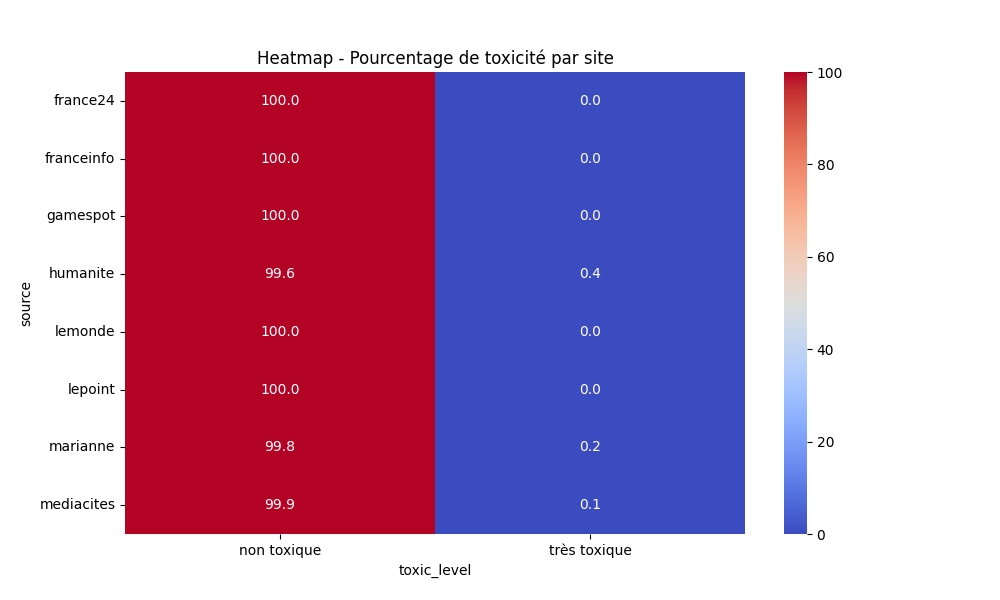 Heatmap - Pourcentage de toxicité par site
france24 100.0 0.0
franceinfo 100.0 0.0
gamespot 100.0 0.0
humanite 99.6 0.4
lemonde 100.0 0.0
lepoint 100.0 0.0
marianne 99.8 0.2
mediacites 99.9 0.1
source
non toxique très toxique
toxic_level
100
80
60
40
20
0